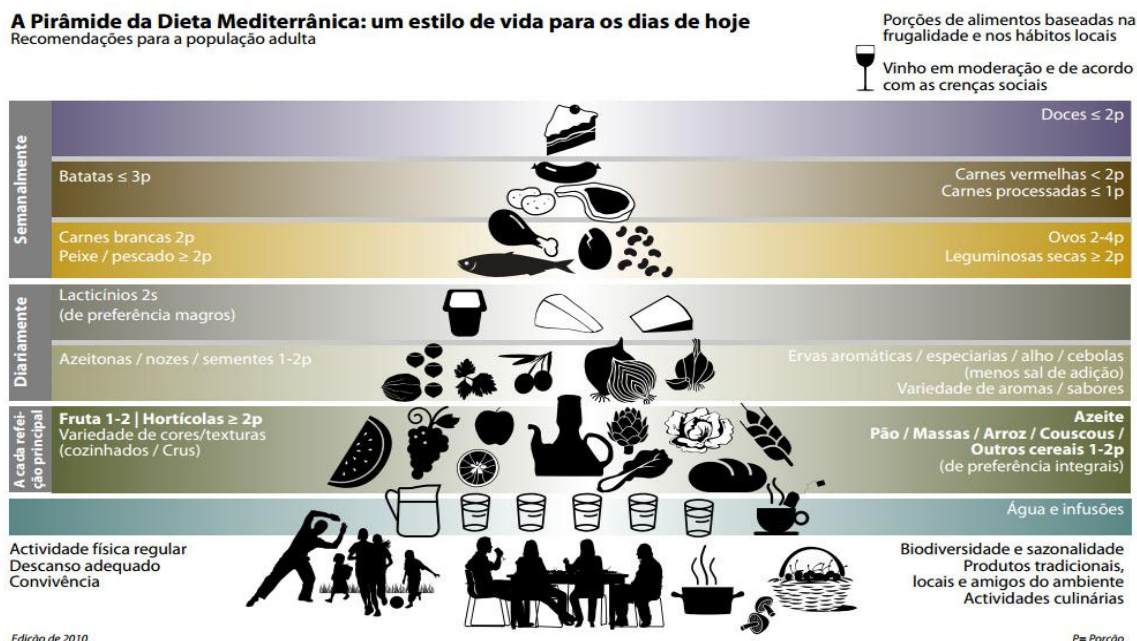 A Pirâmide da Dieta Mediterrânica: um estilo de vida para os dias de hoje
Recomendações para a população adulta
Porções de alimentos baseadas na
frugalidade e nos hábitos locais
Vinho em moderação e de acordo
com as crenças sociais
Semanalmente
Doces ≤ 2p
Batatas ≤ 3p
Carnes vermelhas < 2p
Carnes processadas ≤ 1p
Carnes brancas 2p
Peixe / pescado ≥ 2p
Ovos 2-4p
Leguminosas secas ≥ 2p
Diariamente
Lacticínios 2s
(de preferência magros)
Azeitonas / nozes / sementes 1-2p
Ervas aromáticas / especiarias / alho / cebolas
(menos sal de adição)
Variedade de aromas / sabores
A cada refei-
ção principal
Fruta 1-2 | Hortícolas ≥ 2p
Variedade de cores/texturas
(cozinhados / Crus)
Azeite
Pão / Massas / Arroz / Couscous /
Outros cereais 1-2p
(de preferência integrais)
Água e infusões
Actividade física regular
Descanso adequado
Convivência
Biodiversidade e sazonalidade
Produtos tradicionais,
locais e amigos do ambiente
Actividades culinárias
Edição de 2010
P= Porção